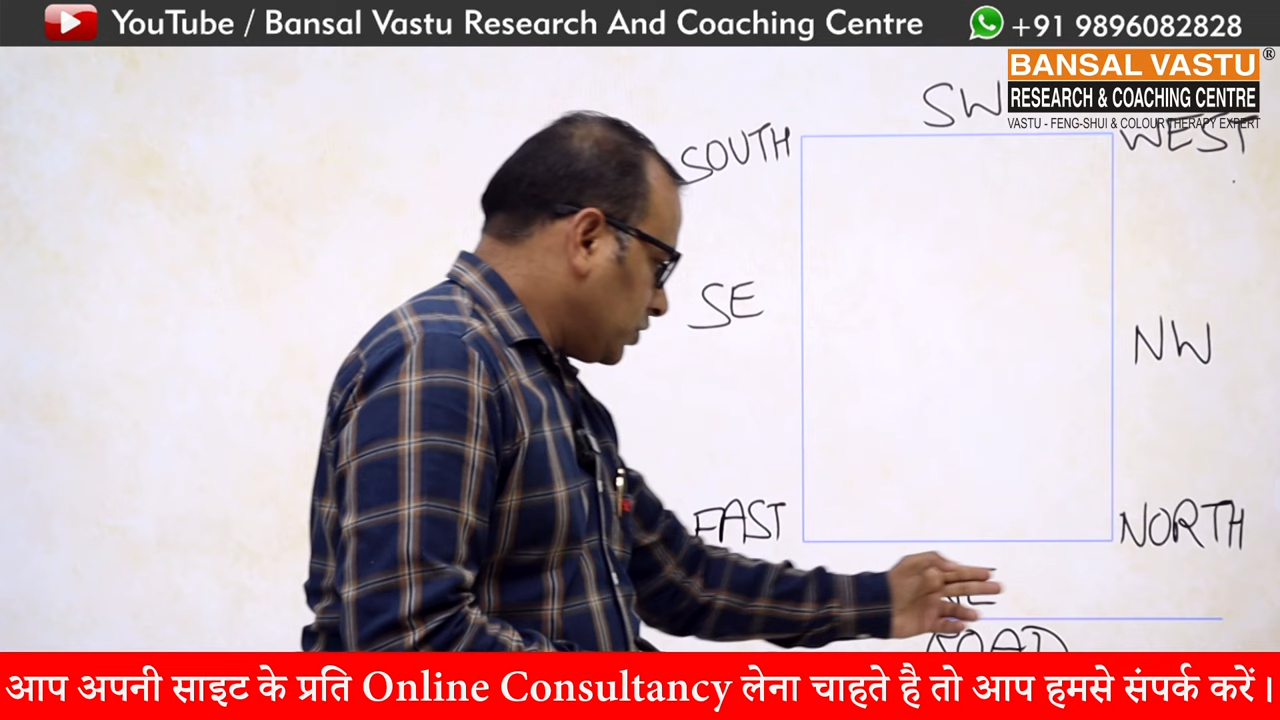 YouTube / Bansal Vastu Research And Coaching Centre
+91 9896082828
BANSAL VASTU ®
RESEARCH & COACHING CENTRE
VASTU - FENG-SHUI & COLOUR THERAPY EXPERT
SW
SOUTH
WEST
SE
NW
EAST
NORTH
ROAD
आप अपनी साइट के प्रति Online Consultancy लेना चाहते है तो आप हमसे संपर्क करें।